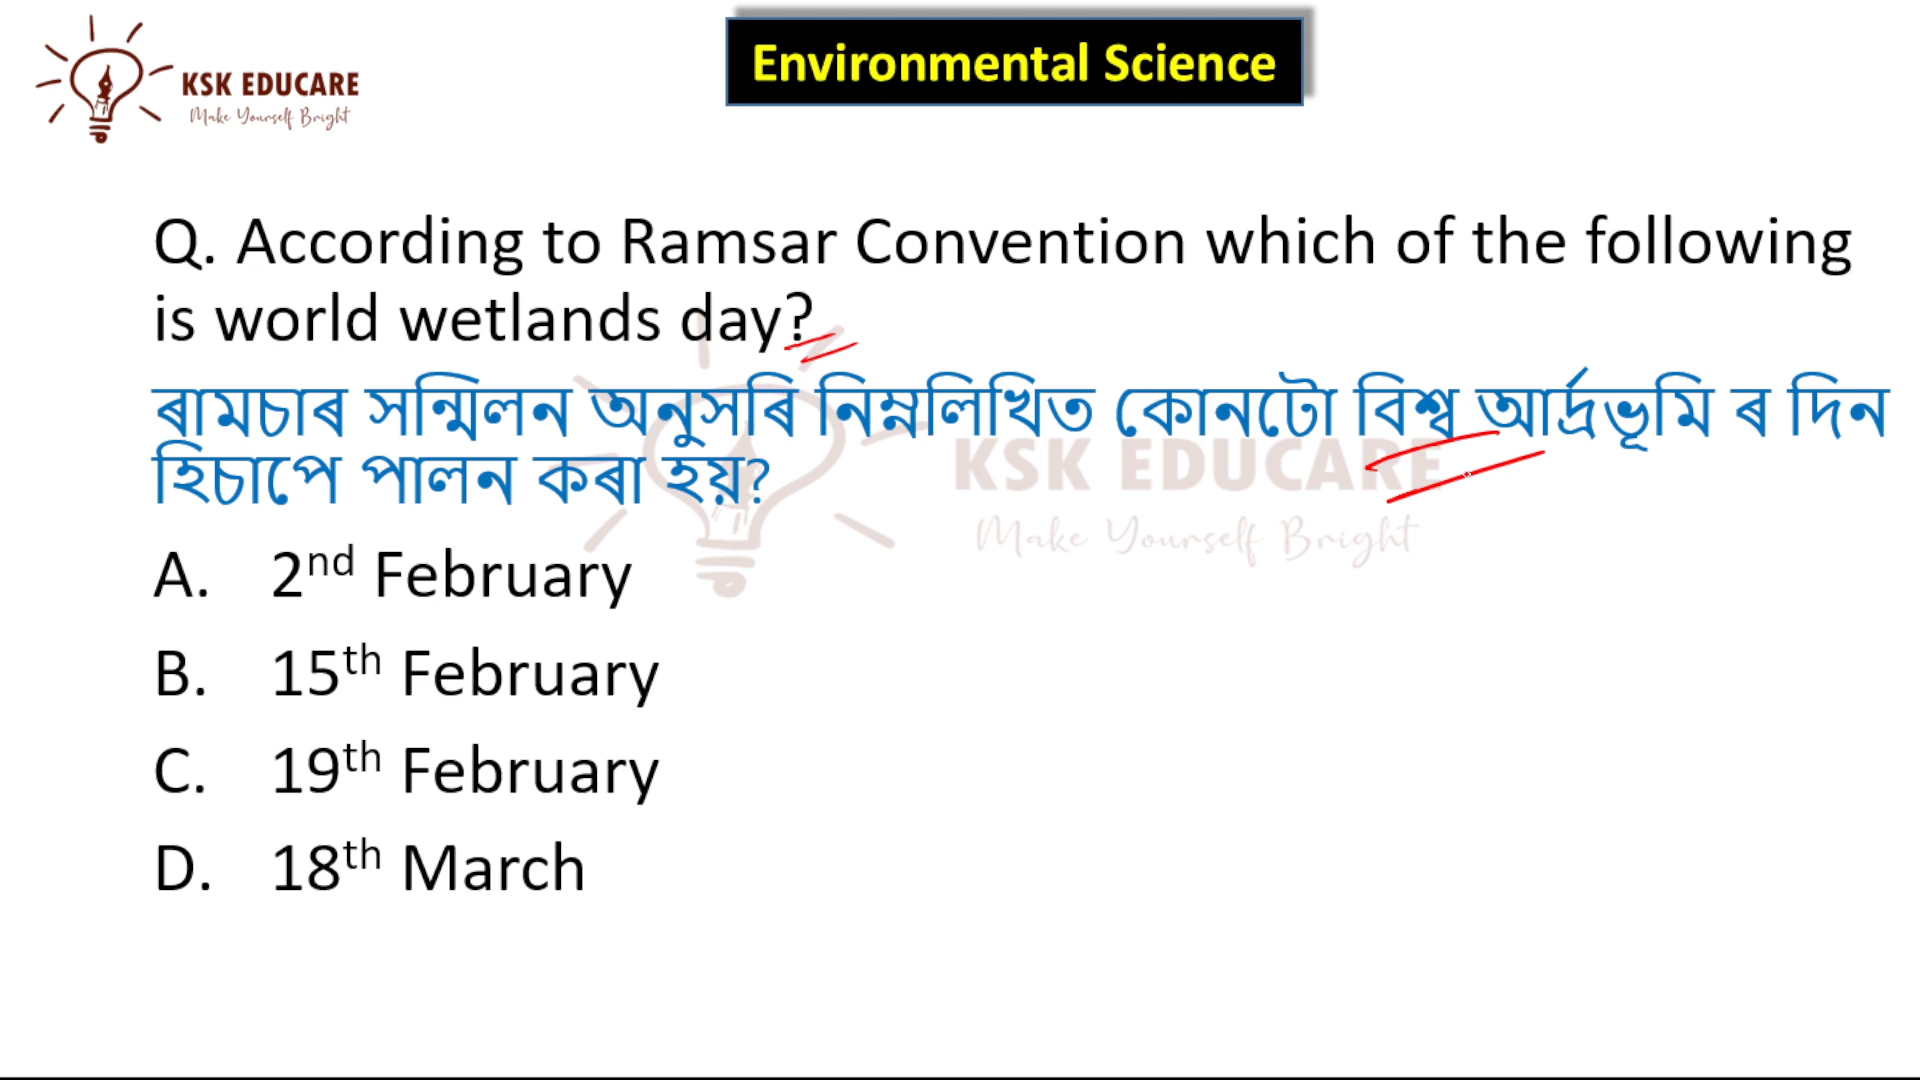 KSK EDUCARE
Make Yourself Bright
Environmental Science
Q. According to Ramsar Convention which of the following
is world wetlands day?
ৰামচাৰ সন্মিলন অনুসৰি নিম্নলিখিত কোনটো বিশ্ব আৰ্দ্ৰভূমি ৰ দিন
হিচাপে পালন কৰা হয়?
KSK EDUCARE
Make Yourself Bright
A. 2nd February
B. 15th February
C. 19th February
D. 18th March